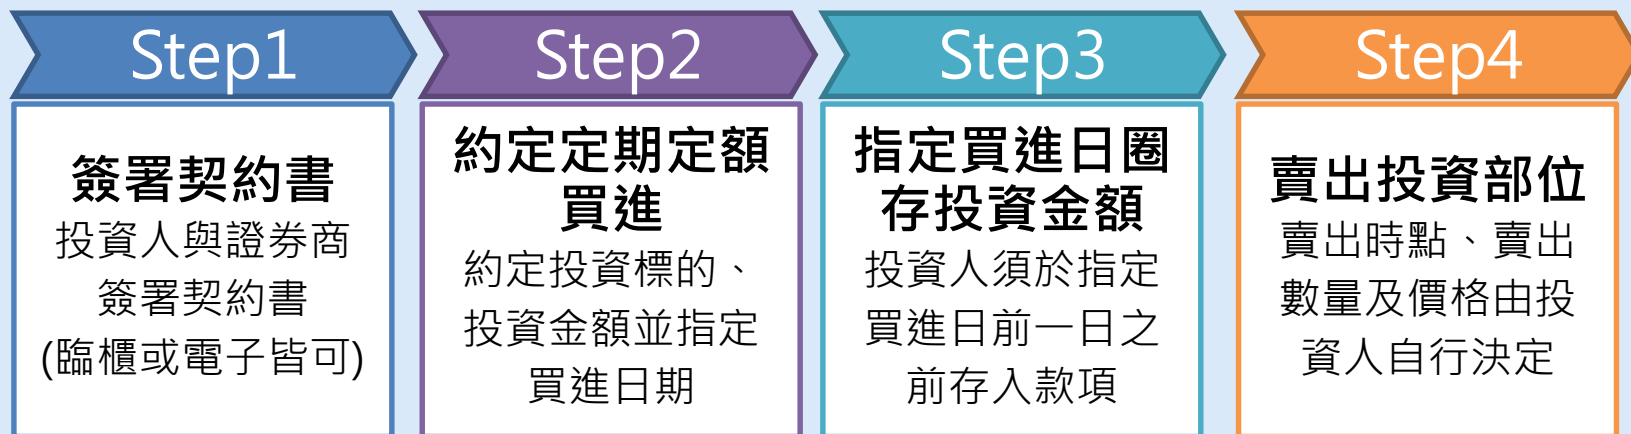 Step1
簽署契約書
投資人與證券商
簽署契約書
(臨櫃或電子皆可)
Step2
約定定期定額
買進
約定投資標的、
投資金額並指定
買進日期
Step3
指定買進日圈
存投資金額
投資人須於指定
買進日前一日之
前存入款項
Step4
賣出投資部位
賣出時點、賣出
數量及價格由投
資人自行決定